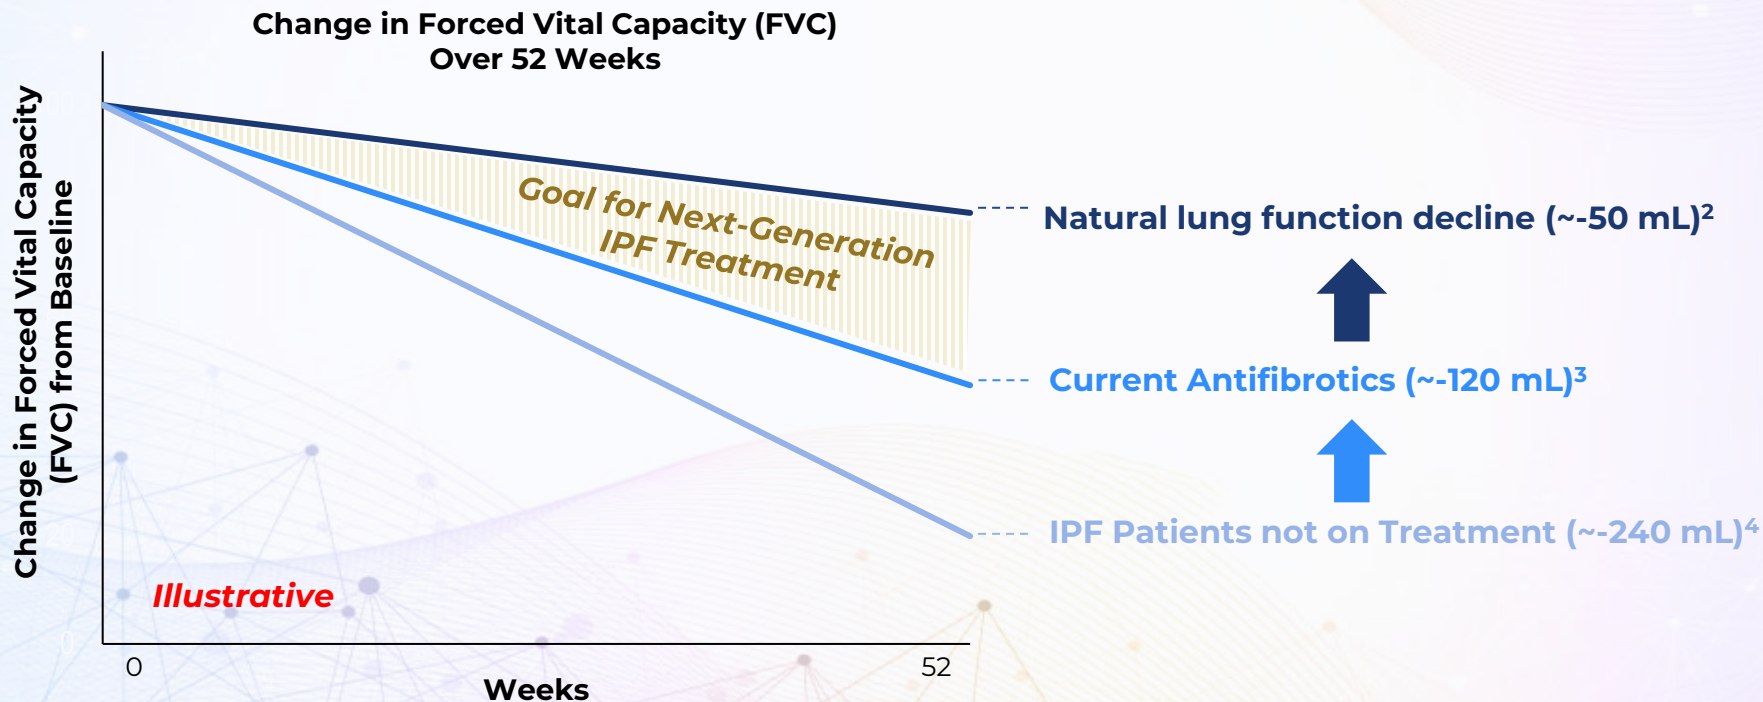 Change in Forced Vital Capacity (FVC)
Over 52 Weeks
Change in Forced Vital Capacity
(FVC) from Baseline
Goal for Next-Generation
IPF Treatment
Natural lung function decline (~-50 mL)²
Current Antifibrotics (~-120 mL)³
IPF Patients not on Treatment (~-240 mL)⁴
Illustrative
0
0
52
Weeks